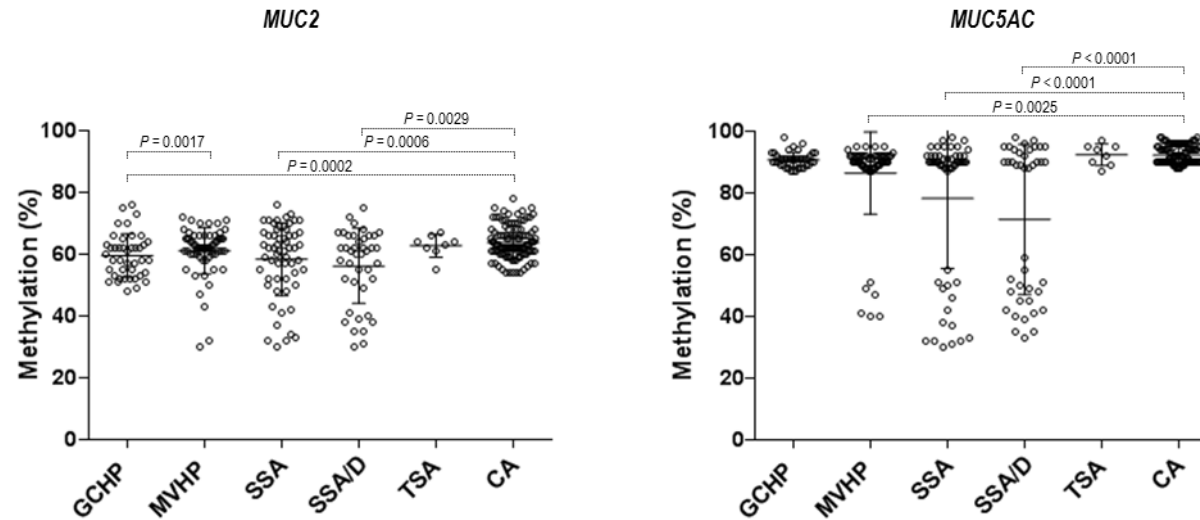 MUC2
P = 0.0029
P = 0.0017
P = 0.0006
P = 0.0002
100
80
60
40
20
0
Methylation (%)
GCHP
MVHP
SSA
SSA/D
TSA
CA
MUC5AC
P < 0.0001
P < 0.0001
P = 0.0025
100
80
60
40
20
0
Methylation (%)
GCHP
MVHP
SSA
SSA/D
TSA
CA